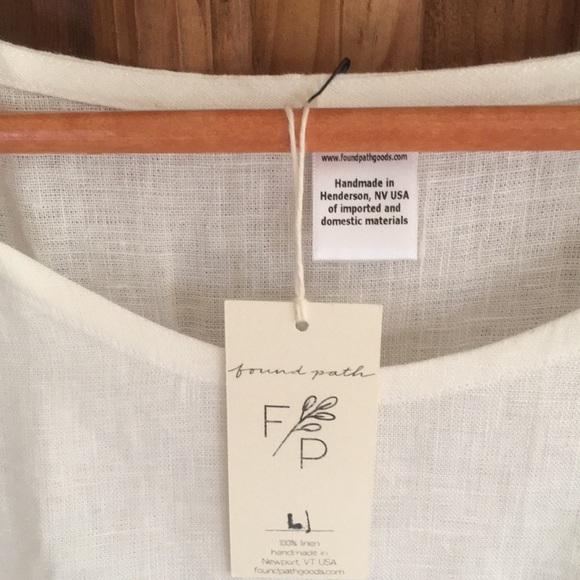 www.foundpathgoods.com
Handmade in
Henderson, NV USA
of imported and
domestic materials
found path
F
P
L
100% linen
handmade in
Newport, VT USA
foundpathgoods.com